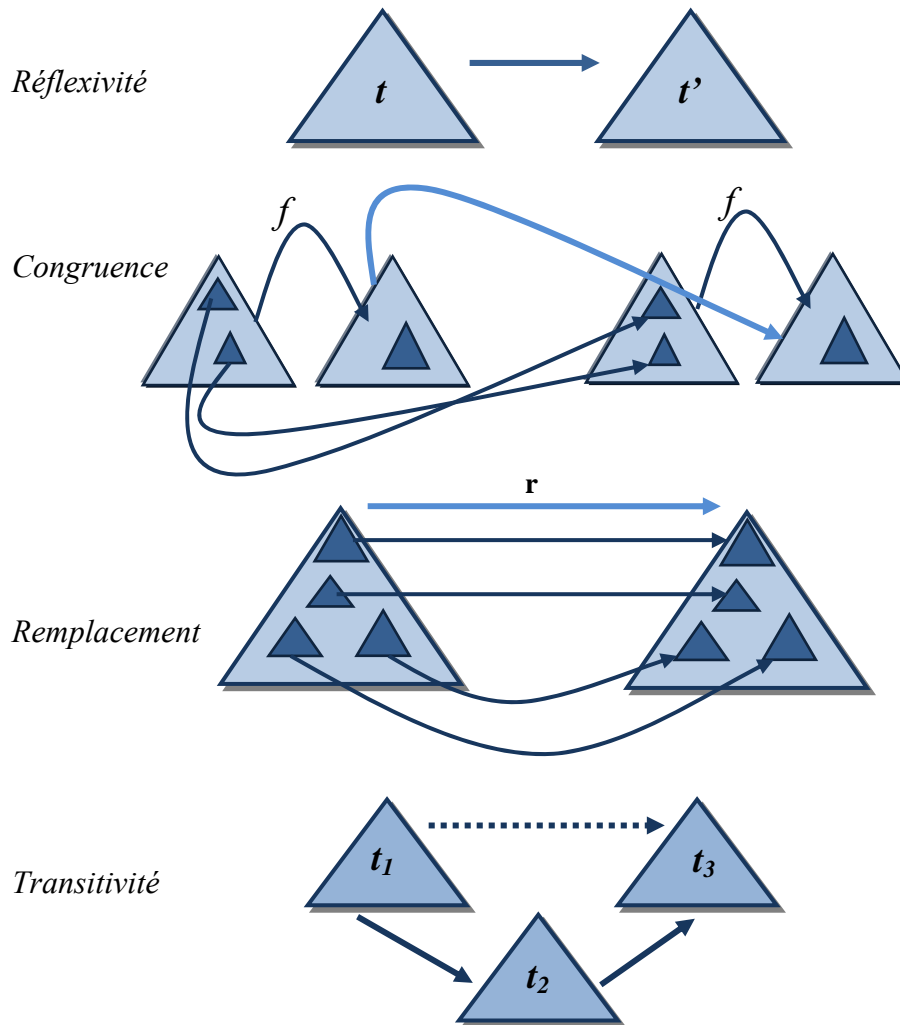 Réflexivité
t
t’
Congruence
f
f
r
Remplacement
Transitivité
t1
t3
t2